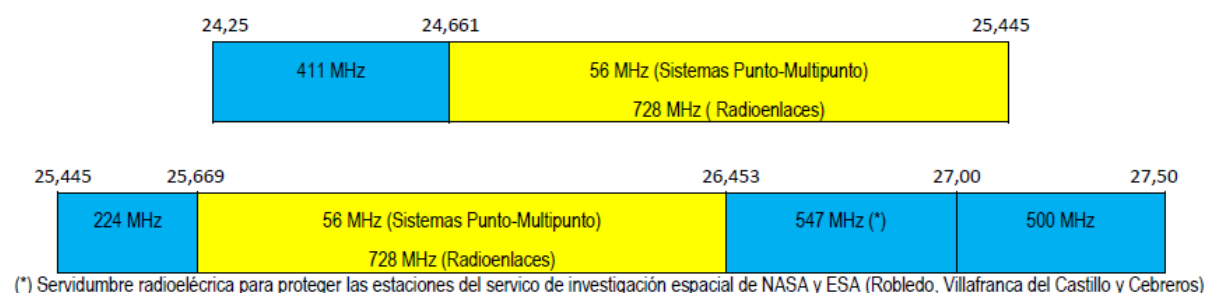 24,25 24,661 25,445
411 MHz 56 MHz (Sistemas Punto-Multipunto)
728 MHz ( Radioenlaces)
25,445 25,669 26,453 27,00 27,50
224 MHz 56 MHz (Sistemas Punto-Multipunto) 547 MHz (*) 500 MHz
728 MHz (Radioenlaces)
(*) Servidumbre radioelécrica para proteger las estaciones del servico de investigación espacial de NASA y ESA (Robledo, Villafranca del Castillo y Cebreros)